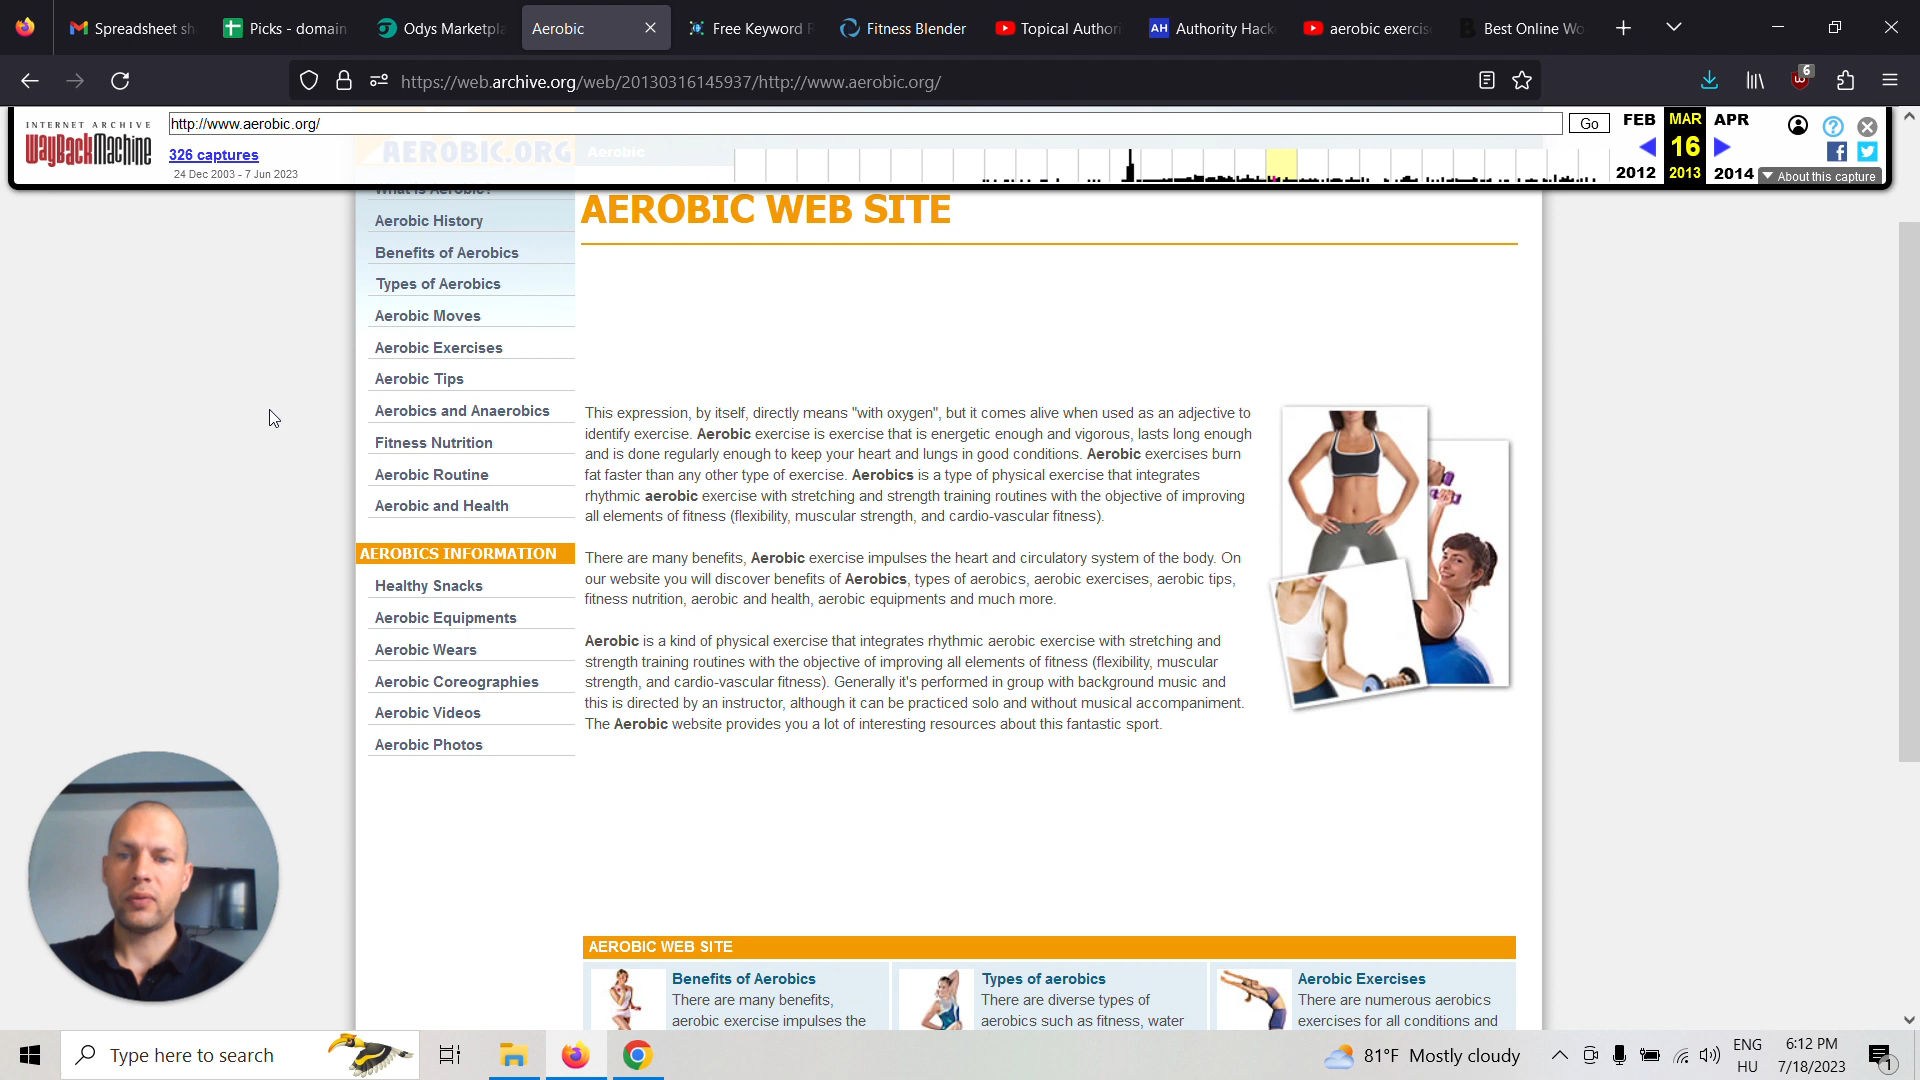 Spreadsheet sh
Picks - domain
Odys Marketpla
Aerobic
Free Keyword R
Fitness Blender
Topical Authori
AH
Authority Hack
aerobic exercis
B
Best Online Wo
https://web.archive.org/web/20130316145937/http://www.aerobic.org/
6
INTERNET ARCHIVE
WayBackMachine
http://www.aerobic.org/
Go
326 captures
24 Dec 2003 - 7 Jun 2023
FEB
MAR
APR
16
2012
2013
2014
About this capture
AEROBIC.ORG
Aerobic
What is Aerobic?
Aerobic History
Benefits of Aerobics
Types of Aerobics
Aerobic Moves
Aerobic Exercises
Aerobic Tips
Aerobics and Anaerobics
Fitness Nutrition
Aerobic Routine
Aerobic and Health
AEROBICS INFORMATION
Healthy Snacks
Aerobic Equipments
Aerobic Wears
Aerobic Coreographies
Aerobic Videos
Aerobic Photos
AEROBIC WEB SITE
This expression, by itself, directly means "with oxygen", but it comes alive when used as an adjective to
identify exercise. Aerobic exercise is exercise that is energetic enough and vigorous, lasts long enough
and is done regularly enough to keep your heart and lungs in good conditions. Aerobic exercises burn
fat faster than any other type of exercise. Aerobics is a type of physical exercise that integrates
rhythmic aerobic exercise with stretching and strength training routines with the objective of improving
all elements of fitness (flexibility, muscular strength, and cardio-vascular fitness).
There are many benefits, Aerobic exercise impulses the heart and circulatory system of the body. On
our website you will discover benefits of Aerobics, types of aerobics, aerobic exercises, aerobic tips,
fitness nutrition, aerobic and health, aerobic equipments and much more.
Aerobic is a kind of physical exercise that integrates rhythmic aerobic exercise with stretching and
strength training routines with the objective of improving all elements of fitness (flexibility, muscular
strength, and cardio-vascular fitness). Generally it's performed in group with background music and
this is directed by an instructor, although it can be practiced solo and without musical accompaniment.
The Aerobic website provides you a lot of interesting resources about this fantastic sport.
AEROBIC WEB SITE
Benefits of Aerobics
There are many benefits,
aerobic exercise impulses the
Types of aerobics
There are diverse types of
aerobics such as fitness, water
Aerobic Exercises
There are numerous aerobics
exercises for all conditions and
Type here to search
81°F Mostly cloudy
ENG
HU
6:12 PM
7/18/2023
1